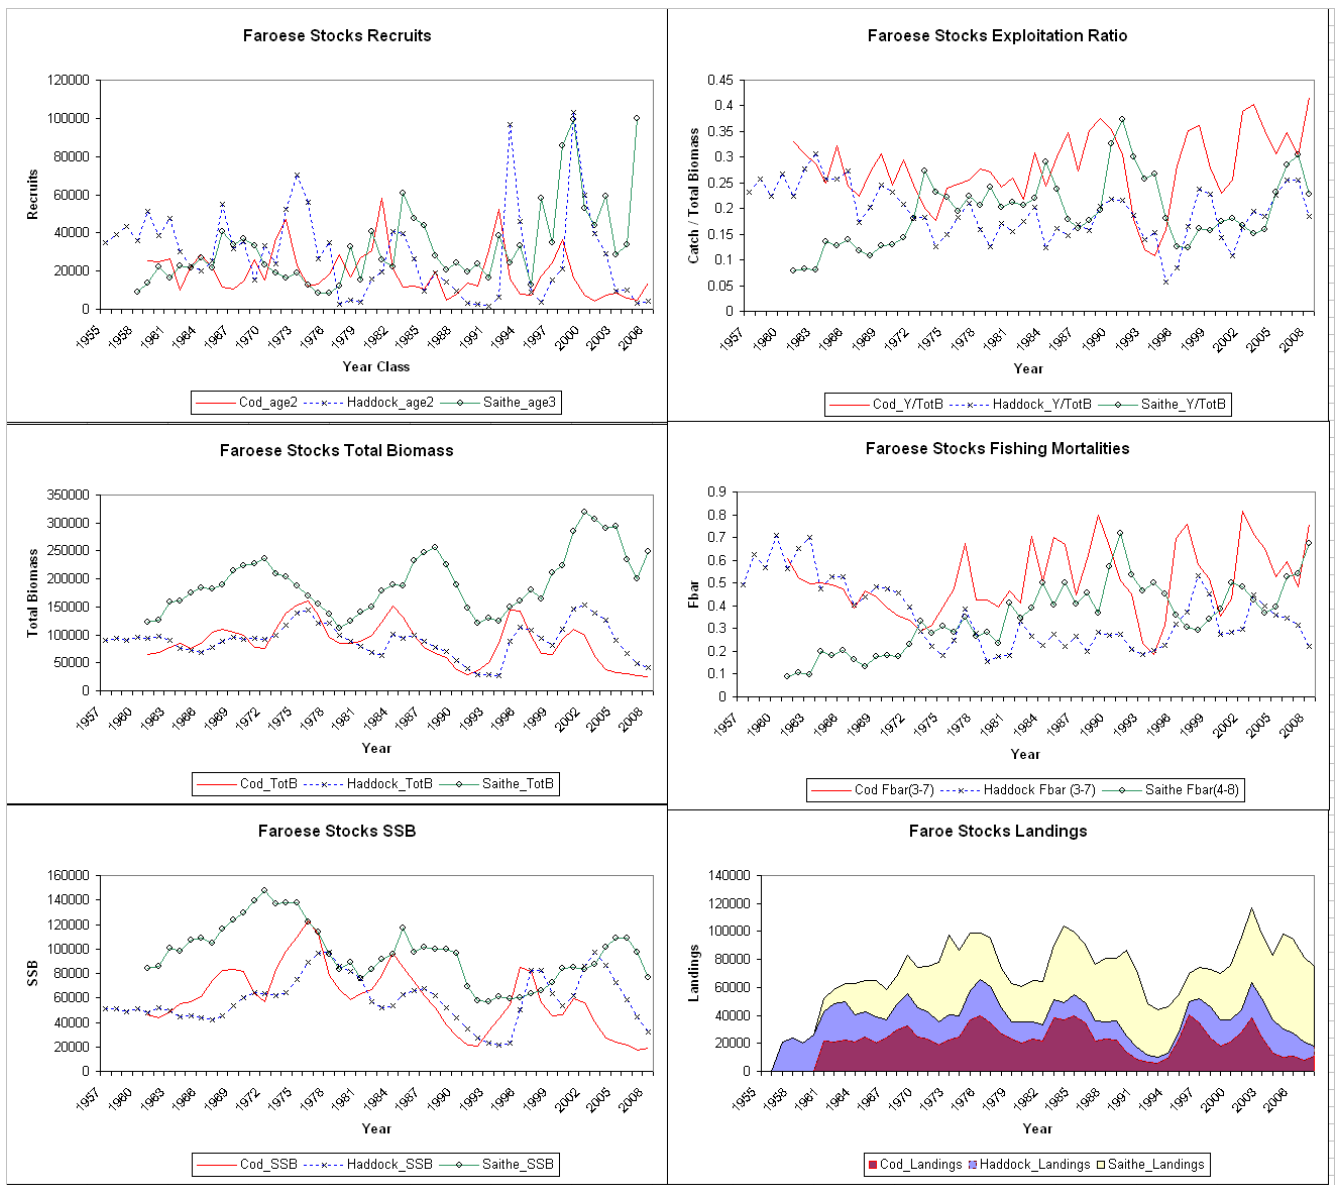 Faroese Stocks Recruits
Recruits
120000
100000
80000
60000
40000
20000
0
1955 1958 1961 1964 1967 1970 1973 1976 1979 1982 1985 1988 1991 1994 1997 2000 2003 2006
Year Class
Cod_age2 Haddock_age2 Saithe_age3
Faroese Stocks Exploitation Ratio
Catch / Total Biomass
0.45
0.4
0.35
0.3
0.25
0.2
0.15
0.1
0.05
0
1957 1960 1963 1966 1969 1972 1975 1978 1981 1984 1987 1990 1993 1996 1999 2002 2005 2008
Year
Cod_Y/TotB Haddock_Y/TotB Saithe_Y/TotB
Faroese Stocks Total Biomass
Total Biomass
350000
300000
250000
200000
150000
100000
50000
0
1957 1960 1963 1966 1969 1972 1975 1978 1981 1984 1987 1990 1993 1996 1999 2002 2005 2008
Year
Cod_TotB Haddock_TotB Saithe_TotB
Faroese Stocks Fishing Mortalities
Fbar
0.9
0.8
0.7
0.6
0.5
0.4
0.3
0.2
0.1
0
1957 1960 1963 1966 1969 1972 1975 1978 1981 1984 1987 1990 1993 1996 1999 2002 2005 2008
Year
Cod Fbar(3-7) Haddock Fbar (3-7) Saithe Fbar(4-8)
Faroese Stocks SSB
SSB
160000
140000
120000
100000
80000
60000
40000
20000
0
1957 1960 1963 1966 1969 1972 1975 1978 1981 1984 1987 1990 1993 1996 1999 2002 2005 2008
Year
Cod_SSB Haddock_SSB Saithe_SSB
Faroe Stocks Landings
Landings
140000
120000
100000
80000
60000
40000
20000
0
1955 1958 1961 1964 1967 1970 1973 1976 1979 1982 1985 1988 1991 1994 1997 2000 2003 2006
Year
Cod_Landings Haddock_Landings Saithe_Landings